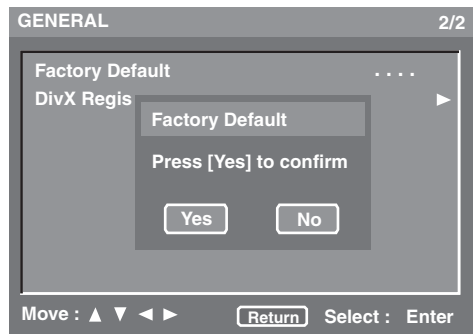 GENERAL 2/2
Factory Default ....
DivX Regis
Factory Default
Press [Yes] to confirm
Yes No
Move : ▲ ▼ ◄ ► Return Select : Enter